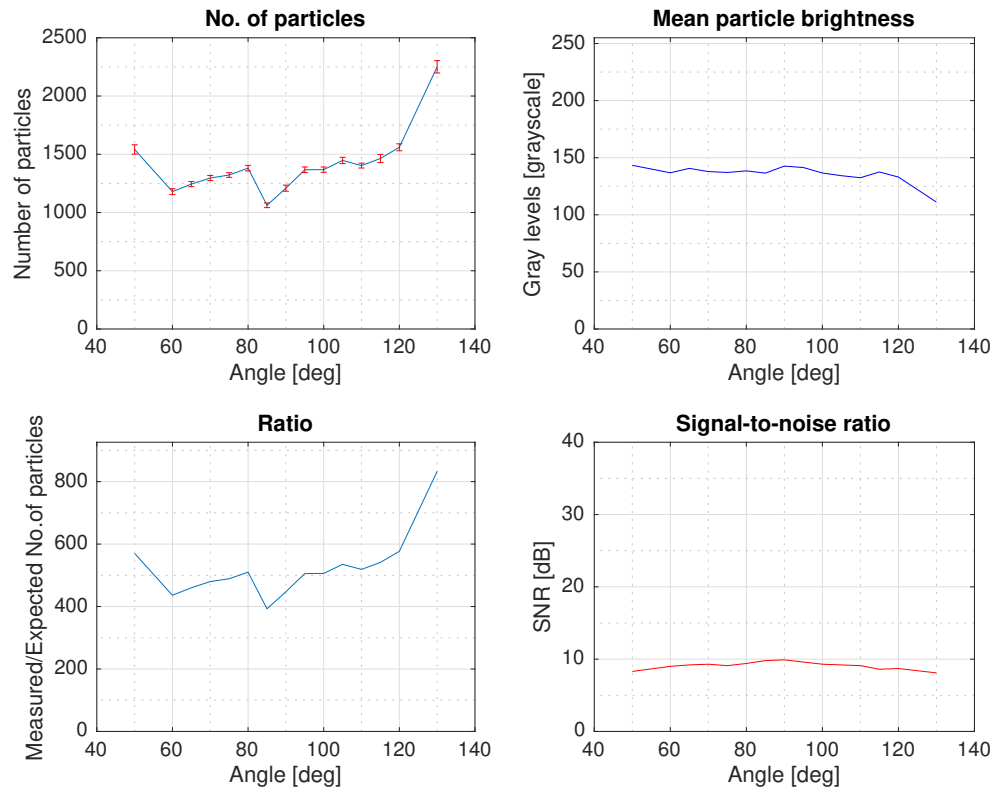 No. of particles
Number of particles
2500
2000
1500
1000
500
0
40 60 80 100 120 140
Angle [deg]
Mean particle brightness
Gray levels [grayscale]
250
200
150
100
50
0
40 60 80 100 120 140
Angle [deg]
Ratio
Measured/Expected No.of particles
800
600
400
200
0
40 60 80 100 120 140
Angle [deg]
Signal-to-noise ratio
SNR [dB]
40
30
20
10
0
40 60 80 100 120 140
Angle [deg]